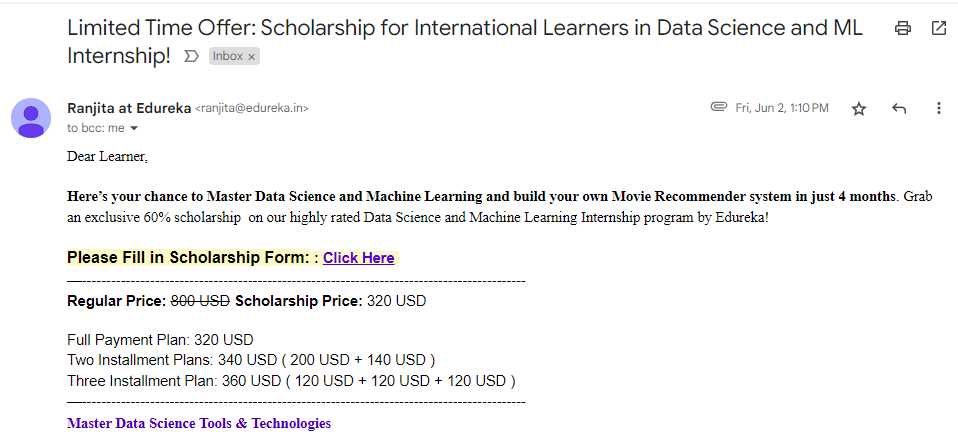 Limited Time Offer: Scholarship for International Learners in Data Science and ML
Internship! Inbox x
Ranjita at Edureka <ranjita@edureka.in> Fri, Jun 2, 1:10 PM
to bcc: me
Dear Learner,
Here's your chance to Master Data Science and Machine Learning and build your own Movie Recommender system in just 4 months. Grab
an exclusive 60% scholarship on our highly rated Data Science and Machine Learning Internship program by Edureka!
Please Fill in Scholarship Form: : Click Here
Regular Price: 800 USD Scholarship Price: 320 USD
Full Payment Plan: 320 USD
Two Installment Plans: 340 USD ( 200 USD + 140 USD )
Three Installment Plan: 360 USD ( 120 USD + 120 USD + 120 USD )
Master Data Science Tools & Technologies